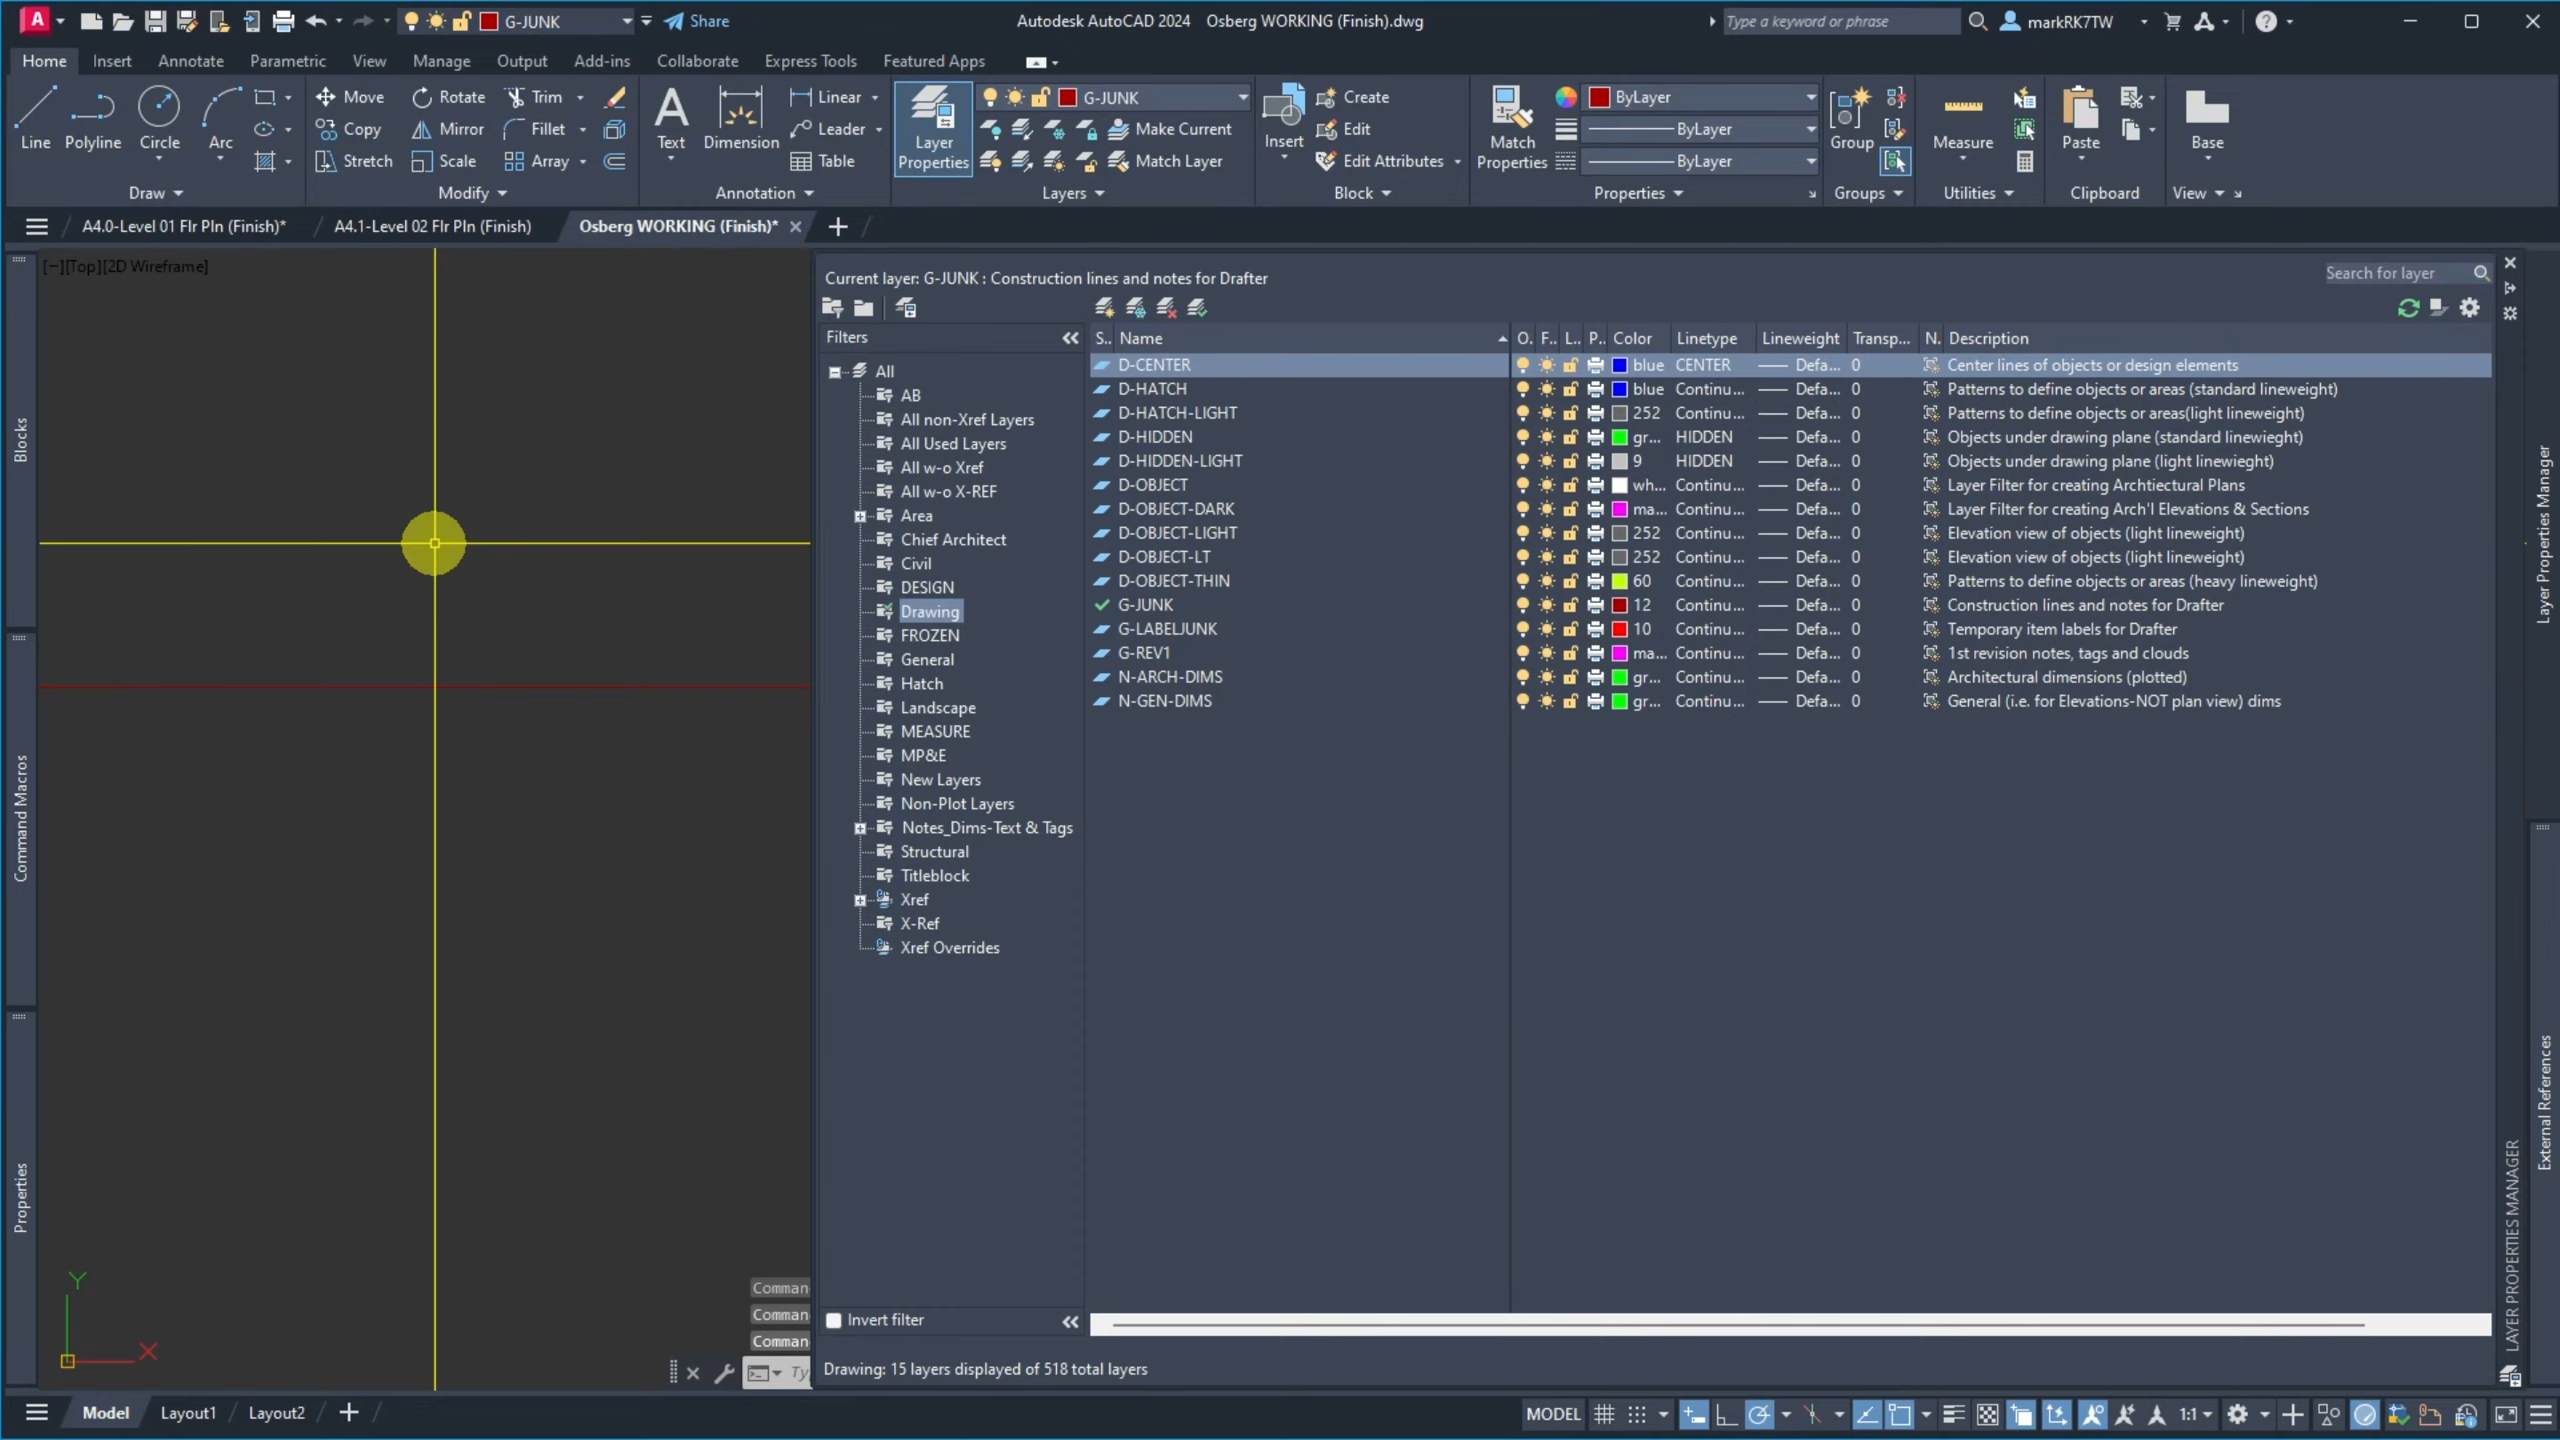 G-JUNK Share Autodesk AutoCAD 2024 Osberg WORKING (Finish).dwg Type a keyword or phrase markRK7TW
Home Insert Annotate Parametric View Manage Output Add-ins Collaborate Express Tools Featured Apps
Move Rotate Trim Linear G-JUNK Create ByLayer
Line Polyline Circle Arc Copy Mirror Fillet Text Dimension Leader Layer Properties Make Current Insert Edit Match Properties ByLayer Group Measure Paste Base
Stretch Scale Array Table Match Layer Edit Attributes ByLayer
Draw Modify Annotation Layers Block Properties Groups Utilities Clipboard View
A4.0-Level 01 Flr Pln (Finish)* A4.1-Level 02 Flr Pln (Finish) Osberg WORKING (Finish)*
[−][Top][2D Wireframe]
Current layer: G-JUNK : Construction lines and notes for Drafter
Search for layer
Filters
All
AB
All non-Xref Layers
All Used Layers
All w-o Xref
All w-o X-REF
Area
Chief Architect
Civil
DESIGN
Drawing
FROZEN
General
Hatch
Landscape
MEASURE
MP&E
New Layers
Non-Plot Layers
Notes_Dims-Text & Tags
Structural
Titleblock
Xref
X-Ref
Xref Overrides
Invert filter
S.. Name O. F.. L.. P.. Color Linetype Lineweight Transp... N. Description
D-CENTER blue CENTER Defa... 0 Center lines of objects or design elements
D-HATCH blue Continu... Defa... 0 Patterns to define objects or areas (standard lineweight)
D-HATCH-LIGHT 252 Continu... Defa... 0 Patterns to define objects or areas(light lineweight)
D-HIDDEN gr... HIDDEN Defa... 0 Objects under drawing plane (standard linewieght)
D-HIDDEN-LIGHT 9 HIDDEN Defa... 0 Objects under drawing plane (light linewieght)
D-OBJECT wh... Continu... Defa... 0 Layer Filter for creating Archtiectural Plans
D-OBJECT-DARK ma... Continu... Defa... 0 Layer Filter for creating Arch'l Elevations & Sections
D-OBJECT-LIGHT 252 Continu... Defa... 0 Elevation view of objects (light lineweight)
D-OBJECT-LT 252 Continu... Defa... 0 Elevation view of objects (light lineweight)
D-OBJECT-THIN 60 Continu... Defa... 0 Patterns to define objects or areas (heavy lineweight)
G-JUNK 12 Continu... Defa... 0 Construction lines and notes for Drafter
G-LABELJUNK 10 Continu... Defa... 0 Temporary item labels for Drafter
G-REV1 ma... Continu... Defa... 0 1st revision notes, tags and clouds
N-ARCH-DIMS gr... Continu... Defa... 0 Architectural dimensions (plotted)
N-GEN-DIMS gr... Continu... Defa... 0 General (i.e. for Elevations-NOT plan view) dims
Drawing: 15 layers displayed of 518 total layers
Blocks
Command Macros
Properties
Layer Properties Manager
External References
LAYER PROPERTIES MANAGER
Y
X
Comman
Comman
Comman
Ty
Model Layout1 Layout2 MODEL 1:1